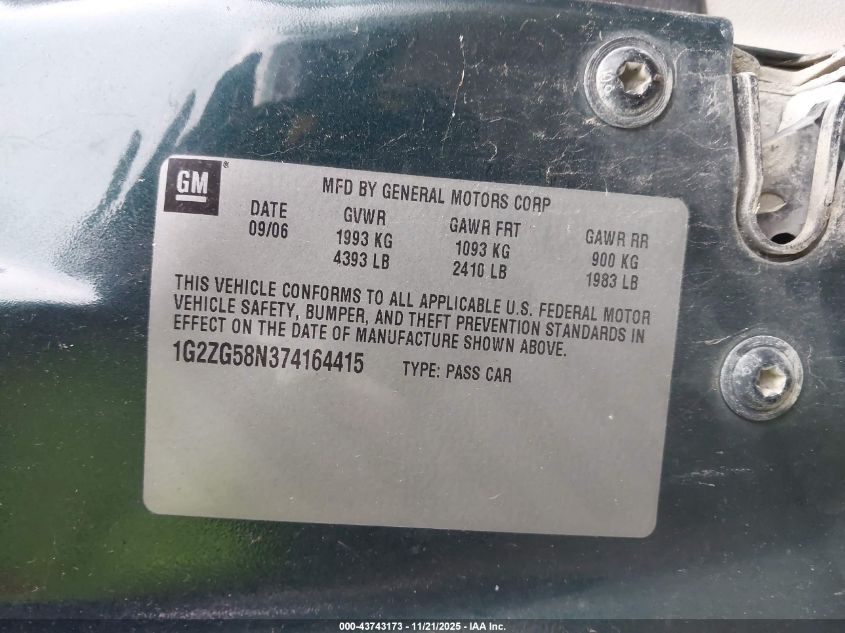 GM®
MFD BY GENERAL MOTORS CORP
DATE GVWR GAWR FRT GAWR RR
09/06 1993 KG 1093 KG 900 KG
4393 LB 2410 LB 1983 LB
THIS VEHICLE CONFORMS TO ALL APPLICABLE U.S. FEDERAL MOTOR
VEHICLE SAFETY, BUMPER, AND THEFT PREVENTION STANDARDS IN
EFFECT ON THE DATE OF MANUFACTURE SHOWN ABOVE.
1G2ZG58N374164415 TYPE: PASS CAR
000-43743173 - 11/21/2025 - IAA Inc.